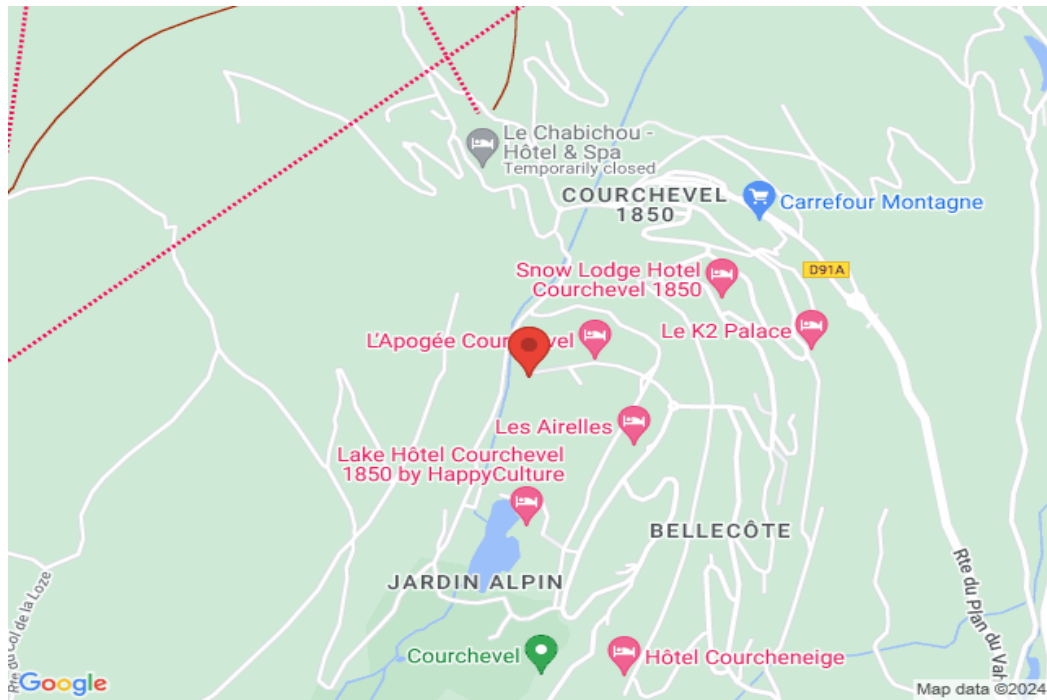 Le Chabichou -
Hôtel & Spa
Temporarily closed
COURCHEVEL
1850
Carrefour Montagne
D91A
Snow Lodge Hotel
Courchevel 1850
Le K2 Palace
L'Apogée
Les Airelles
Lake Hôtel Courchevel
1850 by HappyCulture
BELLECÔTE
JARDIN ALPIN
Rte du Col de la Loze
Rte du Plan du Vah
Courchevel
Hôtel Courcheneige
Google
Map data ©2024